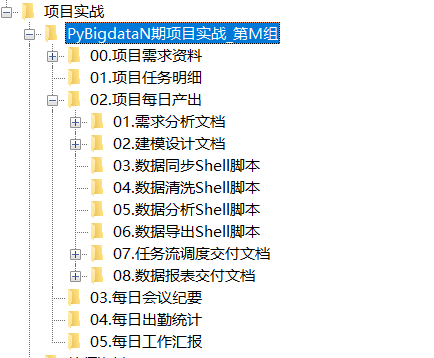 项目实战
PyBigdataN期项目实战_第M组
00.项目需求资料
01.项目任务明细
02.项目每日产出
01.需求分析文档
02.建模设计文档
03.数据同步Shell脚本
04.数据清洗Shell脚本
05.数据分析Shell脚本
06.数据导出Shell脚本
07.任务流调度交付文档
08.数据报表交付文档
03.每日会议纪要
04.每日出勤统计
05.每日工作汇报